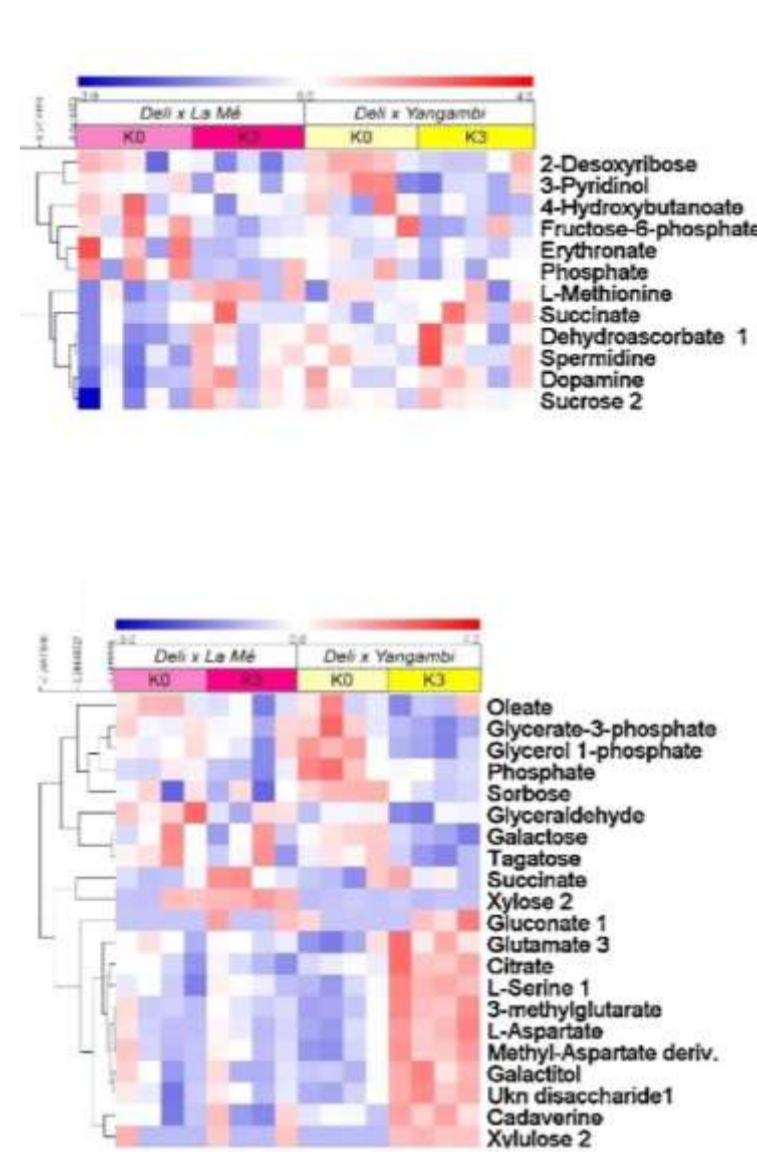 Deli x La Mé Deli x Yangambi
K0 K3 K0 K3
2-Desoxyribose
3-Pyridinol
4-Hydroxybutanoate
Fructose-6-phosphate
Erythronate
Phosphate
L-Methionine
Succinate
Dehydroascorbate 1
Spermidine
Dopamine
Sucrose 2
Deli x La Mé Deli x Yangambi
K0 K3 K0 K3
Oleate
Glycerate-3-phosphate
Glycerol 1-phosphate
Phosphate
Sorbose
Glyceraldehyde
Galactose
Tagatose
Succinate
Xylose 2
Gluconate 1
Glutamate 3
Citrate
L-Serine 1
3-methylglutarate
L-Aspartate
Methyl-Aspartate deriv.
Galactitol
Ukn disaccharide1
Cadaverine
Xylulose 2